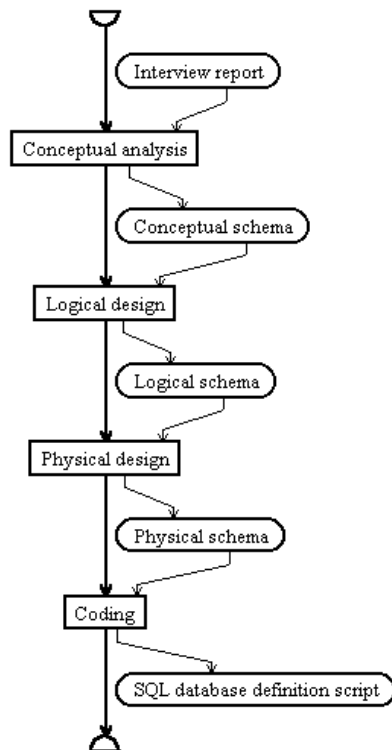 Interview report
Conceptual analysis
Conceptual schema
Logical design
Logical schema
Physical design
Physical schema
Coding
SQL database definition script